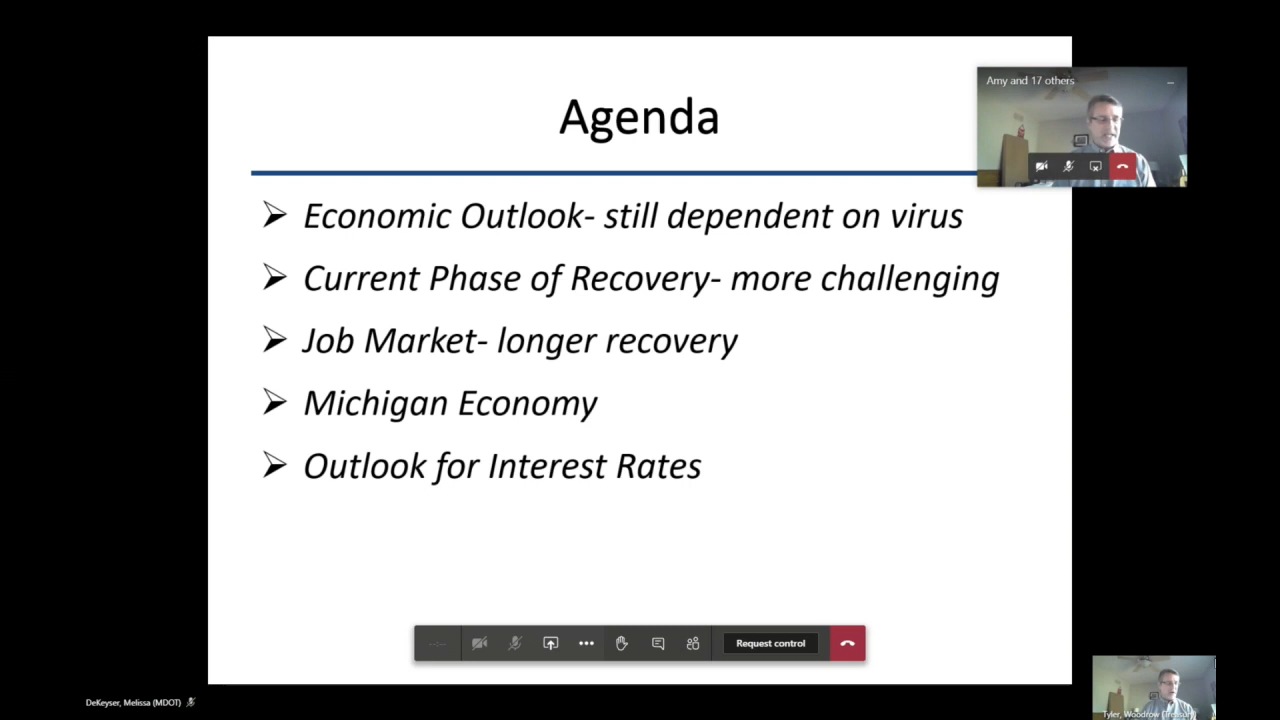 Agenda
Amy and 17 others
Economic Outlook- still dependent on virus
Current Phase of Recovery- more challenging
Job Market- longer recovery
Michigan Economy
Outlook for Interest Rates
Request control
DeKeyser, Melissa (MDOT)
Tyler, Woodrow (Treasury)